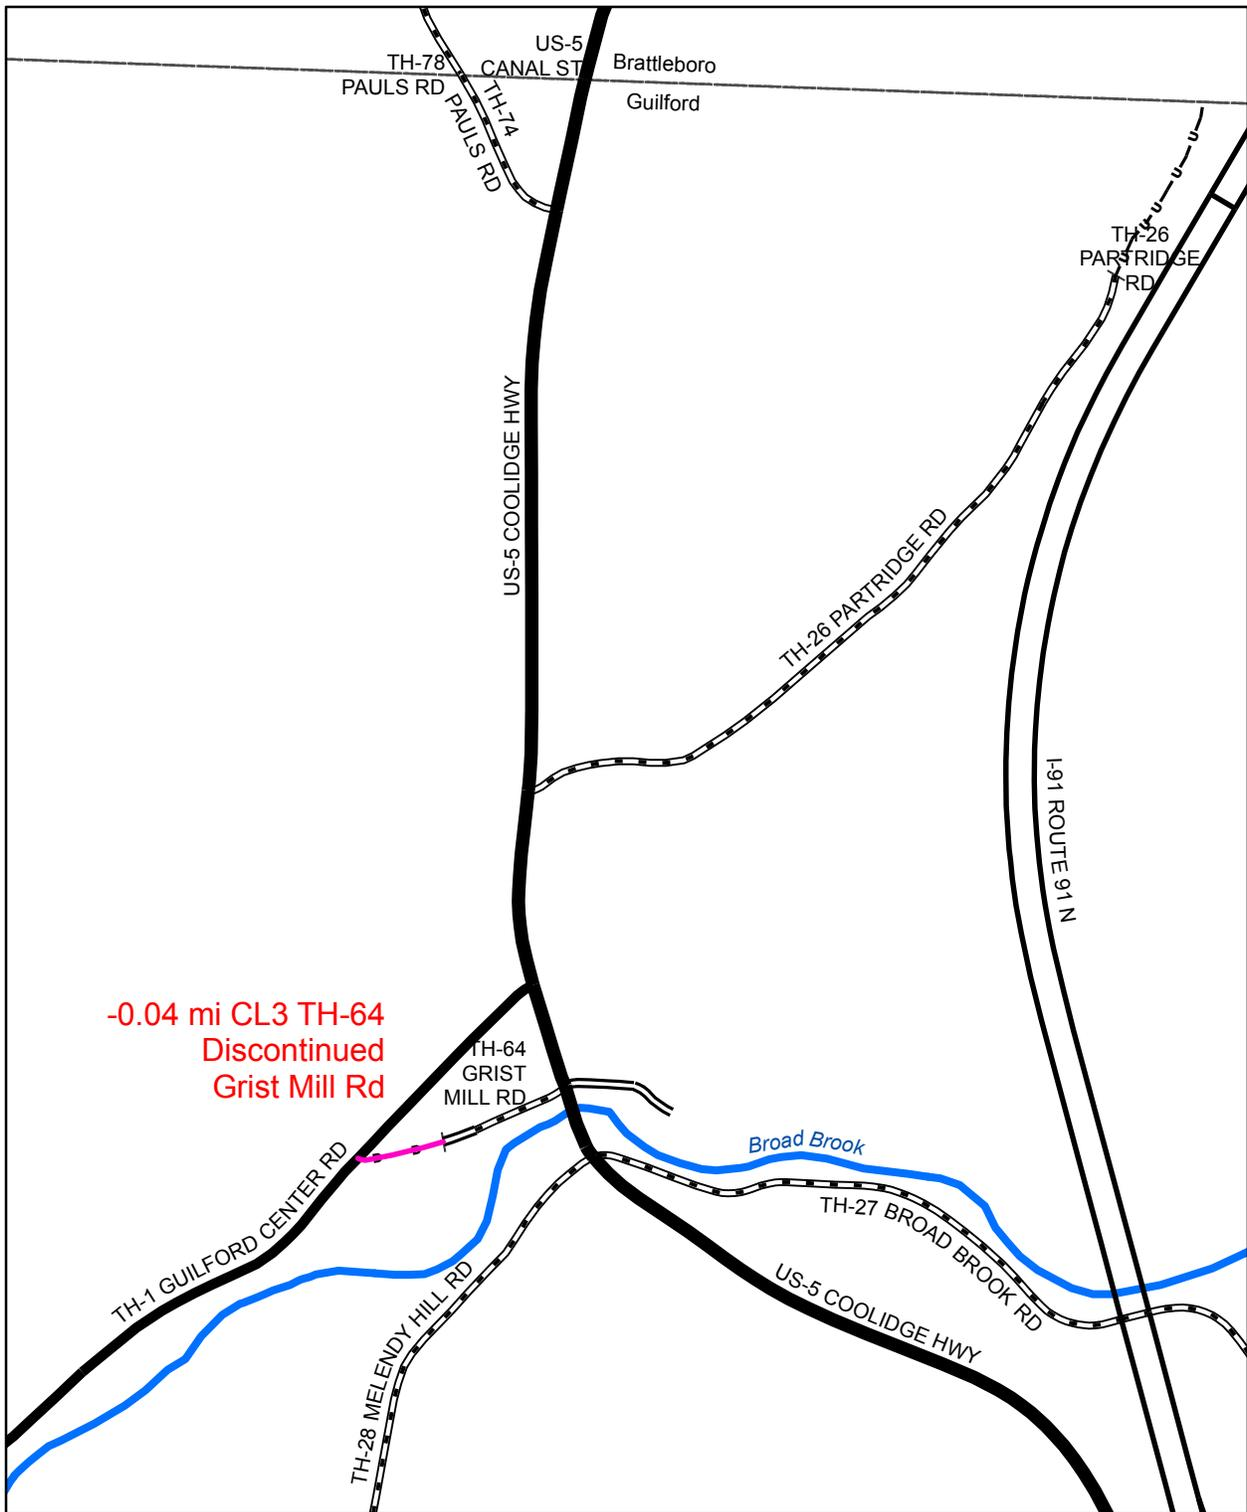 US-5
CANAL ST
Brattleboro
TH-78
PAULS RD
TH-74
PAULS RD
Guilford
TH-26
PARTRIDGE
RD
US-5 COOLIDGE HWY
TH-26 PARTRIDGE RD
I-91 ROUTE 91 N
-0.04 mi CL3 TH-64
Discontinued
Grist Mill Rd
TH-64
GRIST
MILL RD
Broad Brook
TH-1 GUILFORD CENTER RD
TH-27 BROAD BROOK RD
US-5 COOLIDGE HWY
TH-28 MELENDY HILL RD